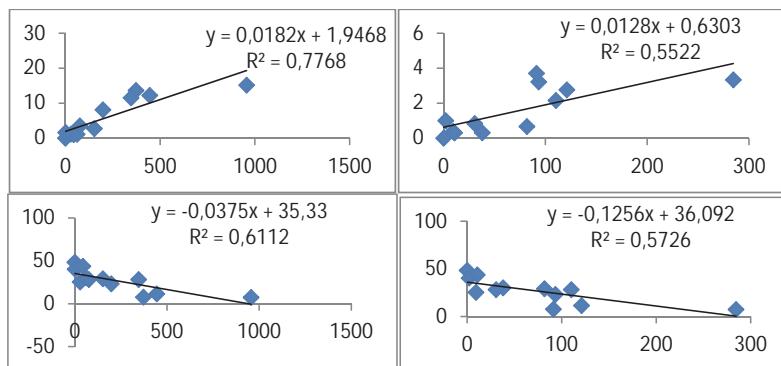 y = 0,0182x + 1,9468
R² = 0,7768
30
20
10
0
0 500 1000 1500
y = 0,0128x + 0,6303
R² = 0,5522
6
4
2
0
0 100 200 300
y = -0,0375x + 35,33
R² = 0,6112
100
50
0
-50
0 500 1000 1500
y = -0,1256x + 36,092
R² = 0,5726
100
50
0
0 100 200 300